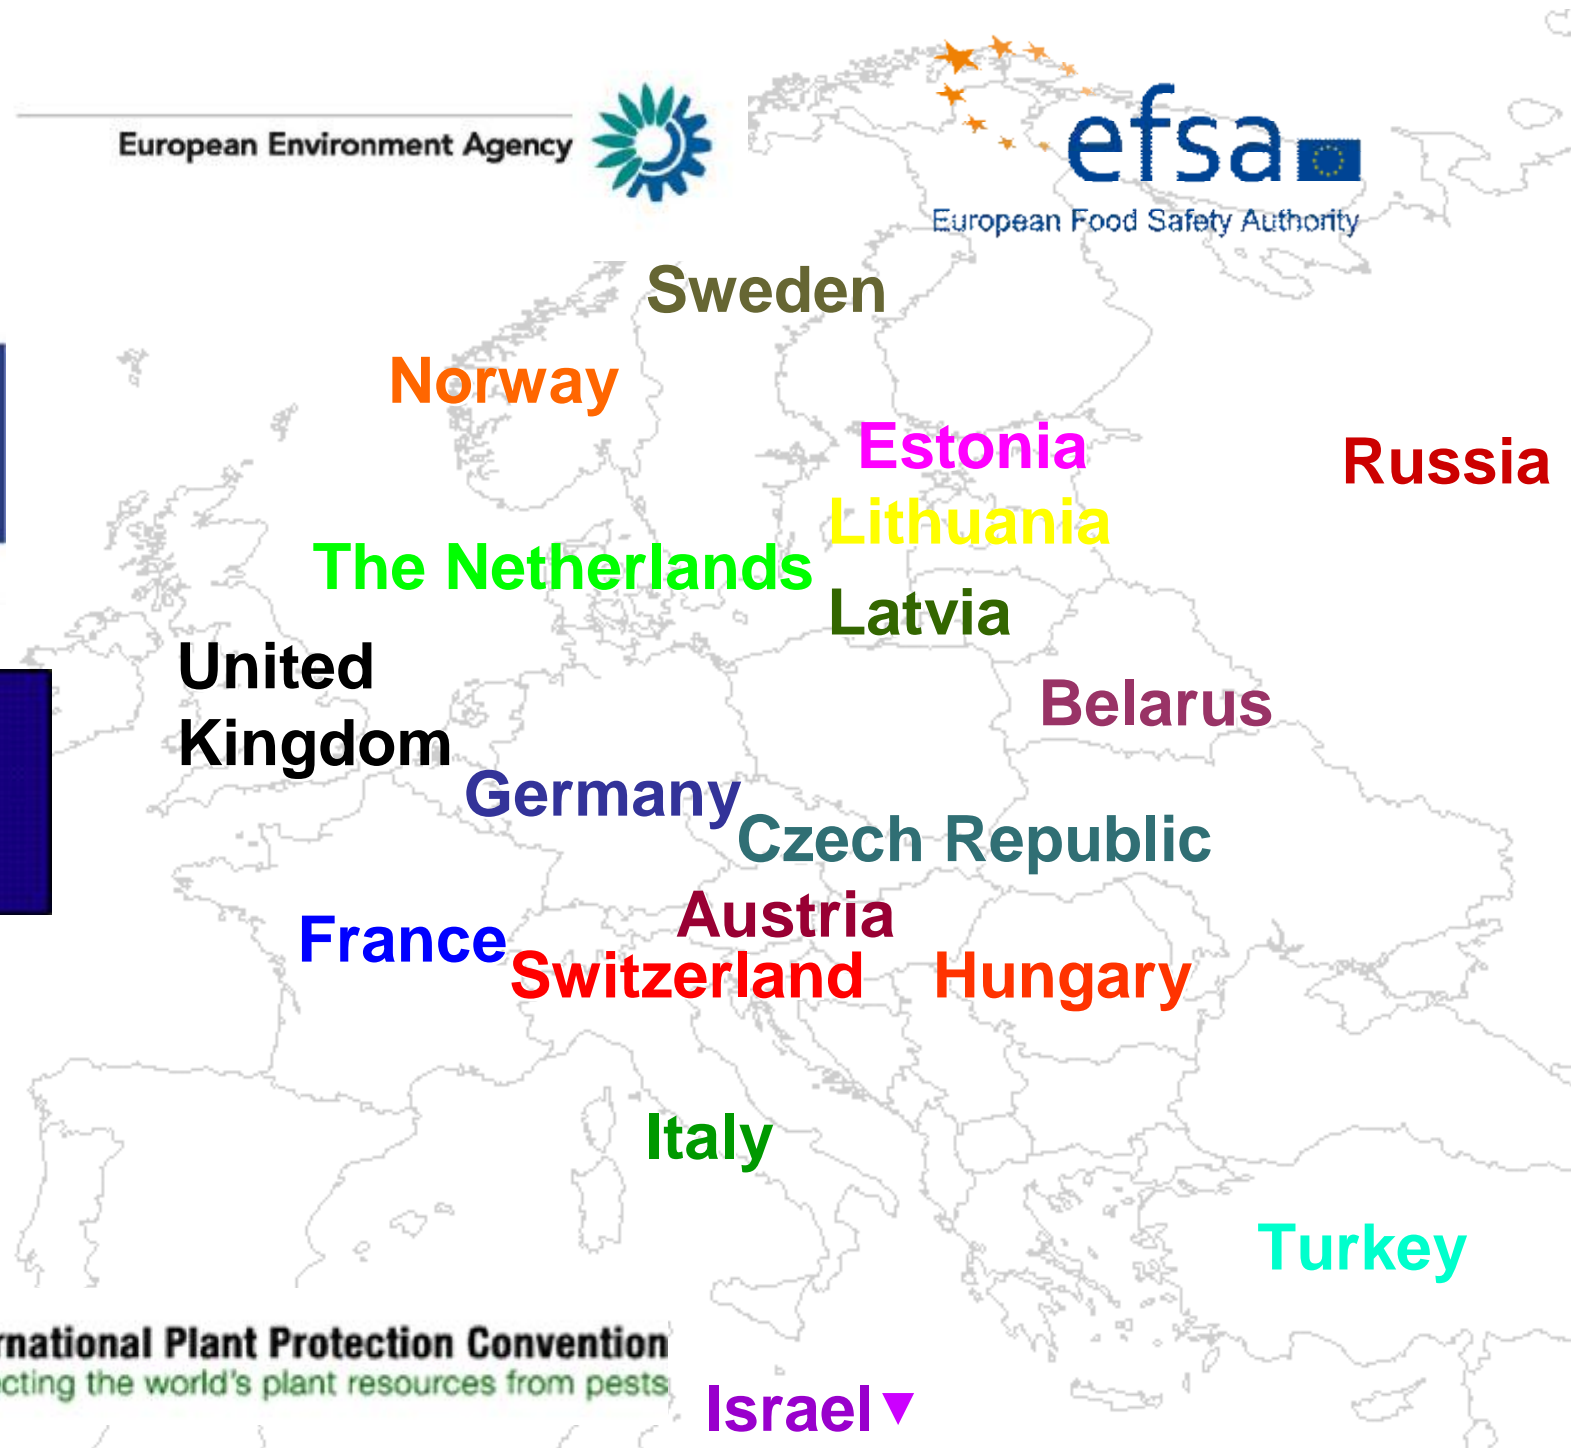 European Environment Agency
efsa
European Food Safety Authority
Sweden
Norway
Estonia
Russia
Lithuania
The Netherlands
Latvia
United
Kingdom
Belarus
Germany
Czech Republic
Austria
France
Switzerland
Hungary
Italy
Turkey
rnational Plant Protection Convention
cting the world's plant resources from pests
Israel▼